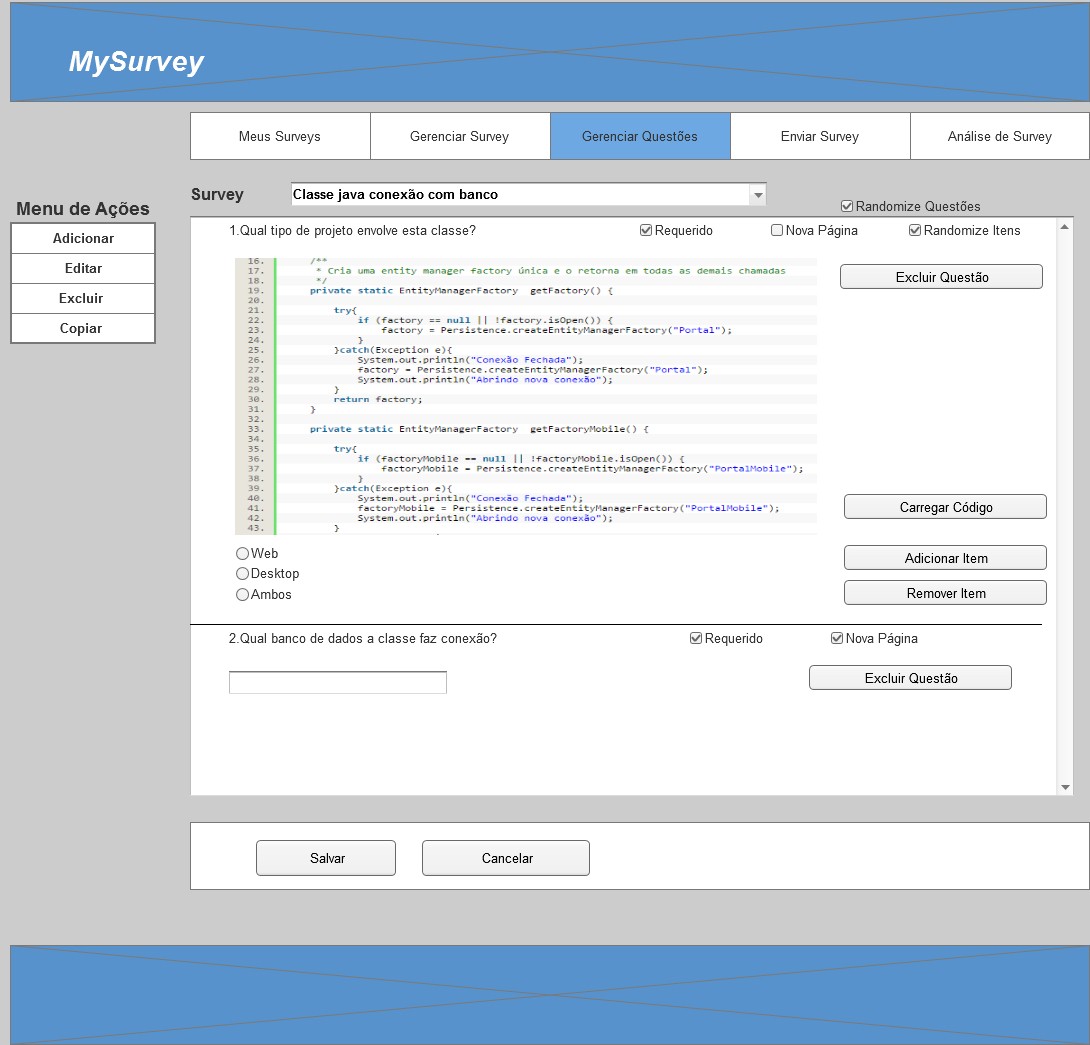 MySurvey
Meus Surveys Gerenciar Survey Gerenciar Questões Enviar Survey Análise de Survey
Menu de Ações
Adicionar
Editar
Excluir
Copiar
Survey Classe java conexão com banco
Randomize Questões
1.Qual tipo de projeto envolve esta classe? Requerido Nova Página Randomize Itens
Excluir Questão
16. /**
17. * Cria uma entity manager factory única e o retorna em todas as demais chamadas
18. */
19. private static EntityManagerFactory getFactory() {
20.
21. try{
22. if (factory == null || !factory.isOpen()) {
23. factory = Persistence.createEntityManagerFactory("Portal");
24. }
25. }catch(Exception e){
26. System.out.println("Conexão Fechada");
27. factory = Persistence.createEntityManagerFactory("Portal");
28. System.out.println("Abrindo nova conexão");
29. }
30. return factory;
31. }
32.
33. private static EntityManagerFactory getFactoryMobile() {
34.
35. try{
36. if (factoryMobile == null || !factoryMobile.isOpen()) {
37. factoryMobile = Persistence.createEntityManagerFactory("PortalMobile");
38. }
39. }catch(Exception e){
40. System.out.println("Conexão Fechada");
41. factoryMobile = Persistence.createEntityManagerFactory("PortalMobile");
42. System.out.println("Abrindo nova conexão");
43. }
Carregar Código
Web
Desktop
Ambos
Adicionar Item
Remover Item
2.Qual banco de dados a classe faz conexão? Requerido Nova Página
Excluir Questão
Salvar Cancelar